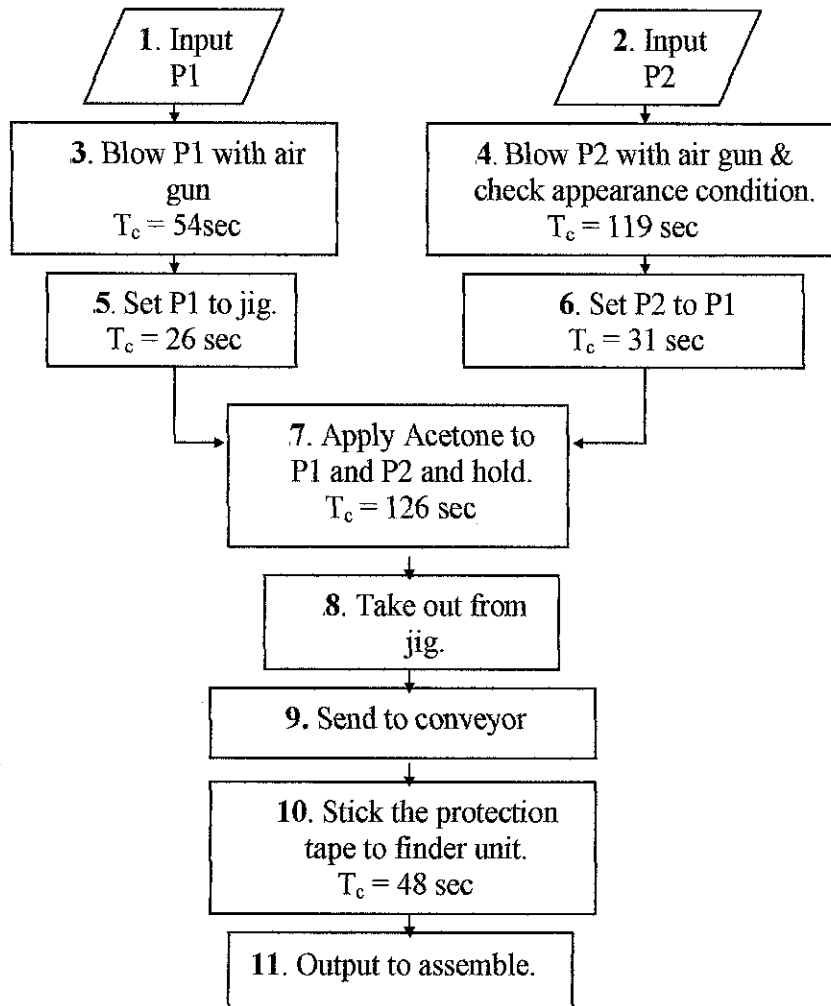 1. Input
P1
2. Input
P2
3. Blow P1 with air
gun
Tc = 54sec
4. Blow P2 with air gun &
check appearance condition.
Tc = 119 sec
5. Set P1 to jig.
Tc = 26 sec
6. Set P2 to P1
Tc = 31 sec
7. Apply Acetone to
P1 and P2 and hold.
Tc = 126 sec
8. Take out from
jig.
9. Send to conveyor
10. Stick the protection
tape to finder unit.
Tc = 48 sec
11. Output to assemble.